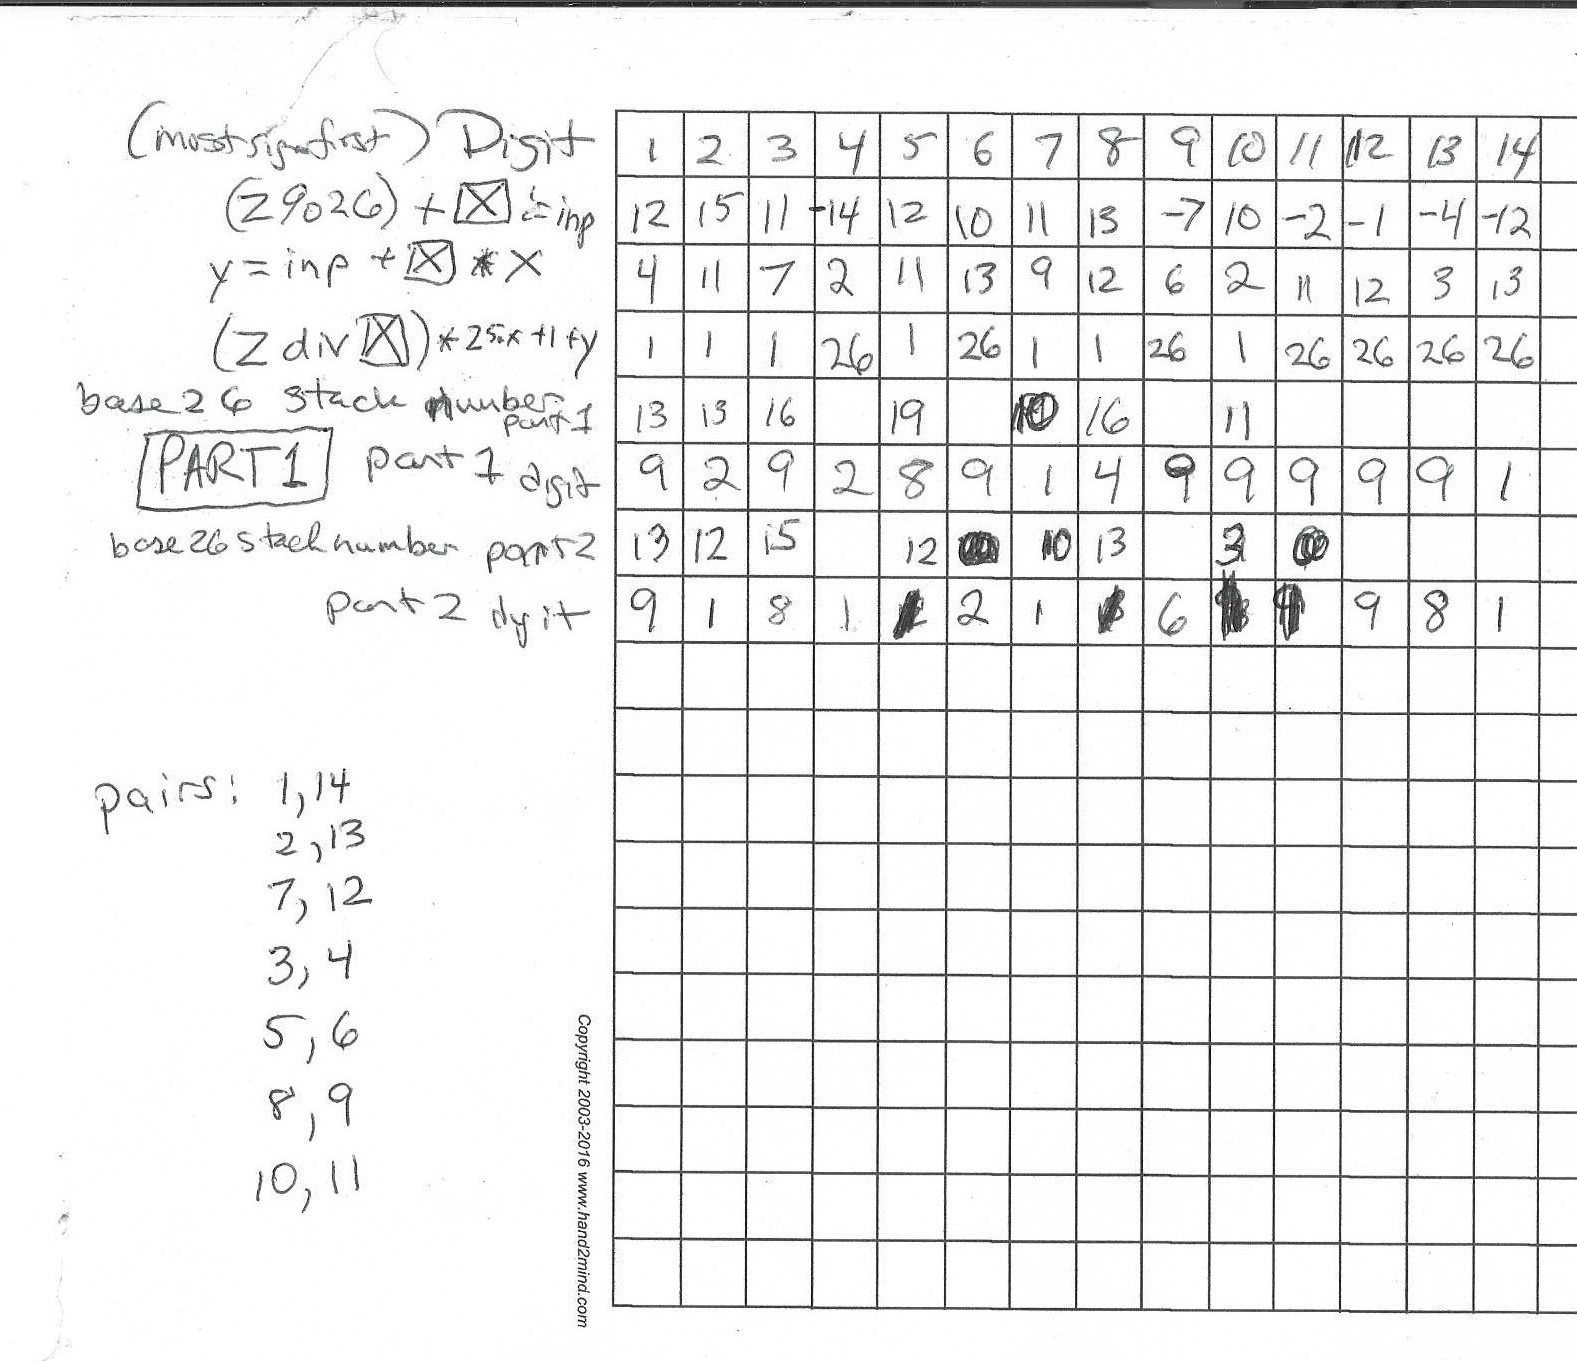 (most sign first) Digit 1 2 3 4 5 6 7 8 9 10 11 12 13 14
(Z % 26) + X = inp 12 15 11 -14 12 10 11 13 -7 10 -2 -1 -4 -12
y = inp + X * X 4 11 7 2 11 13 9 12 6 2 11 12 3 13
(Z div X) * 25x+1 +y 1 1 1 26 1 26 1 1 26 1 26 26 26 26
base 26 stack number part 1 13 13 16 19 10 16 11
PART1 part 1 digit 9 2 9 2 8 9 1 4 9 9 9 9 9 1
base 26 stack number part 2 13 12 15 12 10 13 3
part 2 digit 9 1 8 1 2 1 6 9 8 1
pairs: 1,14
2,13
7,12
3,4
5,6
8,9
10,11
Copyright 2003-2016 www.hand2mind.com